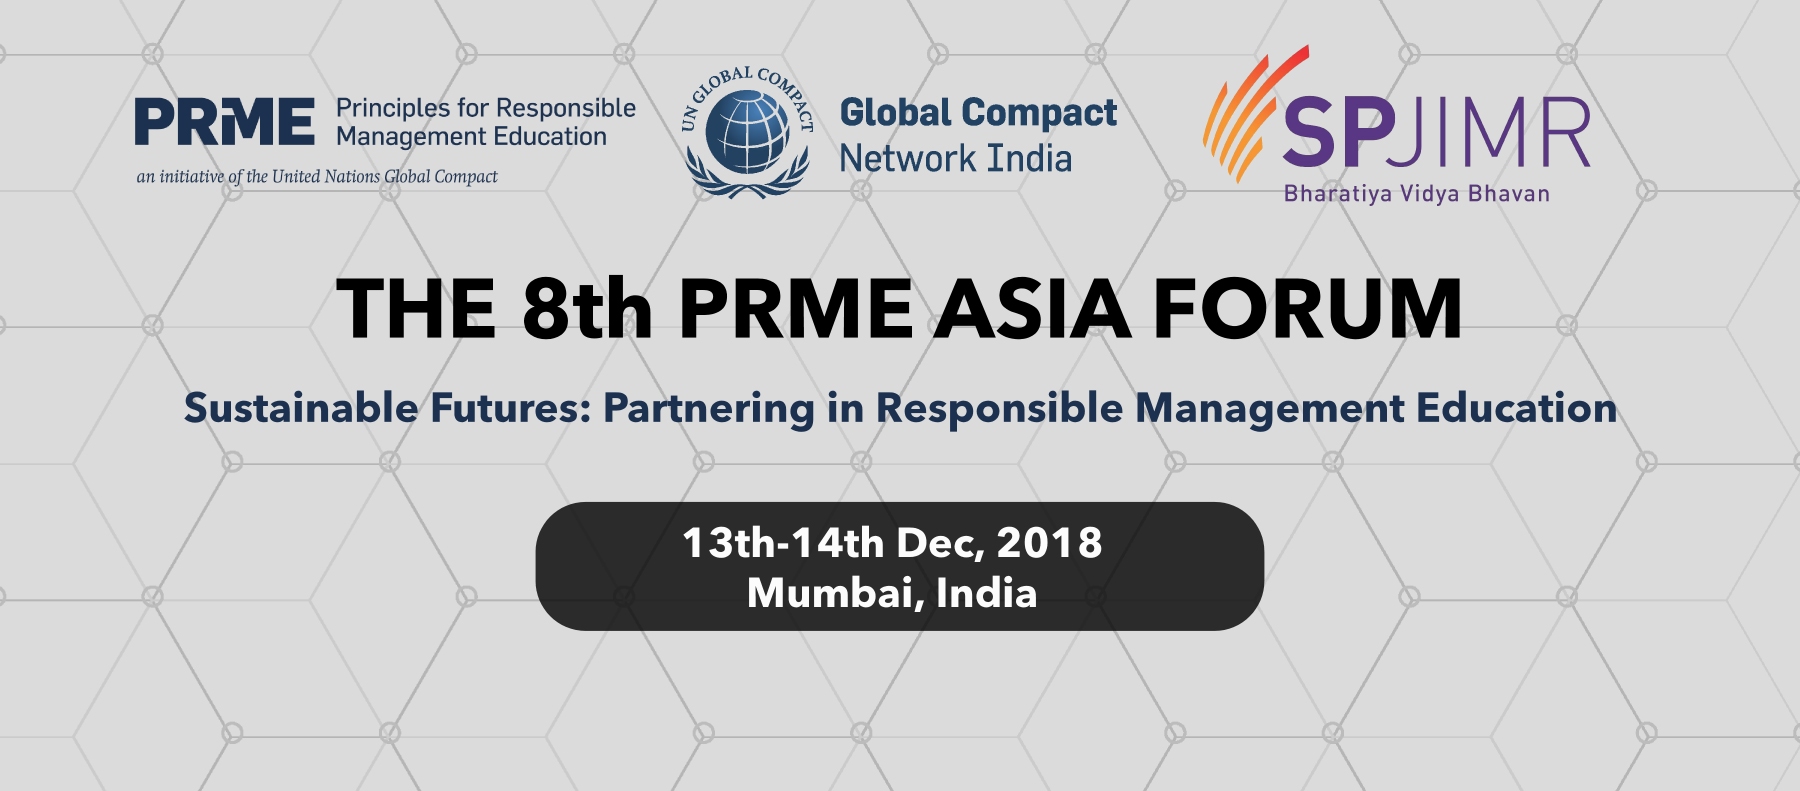 PRME
Principles for Responsible
Management Education
an initiative of the United Nations Global Compact
UN GLOBAL COMPACT
Global Compact
Network India
SPJIMR
Bharatiya Vidya Bhavan
THE 8th PRME ASIA FORUM
Sustainable Futures: Partnering in Responsible Management Education
13th-14th Dec, 2018
Mumbai, India